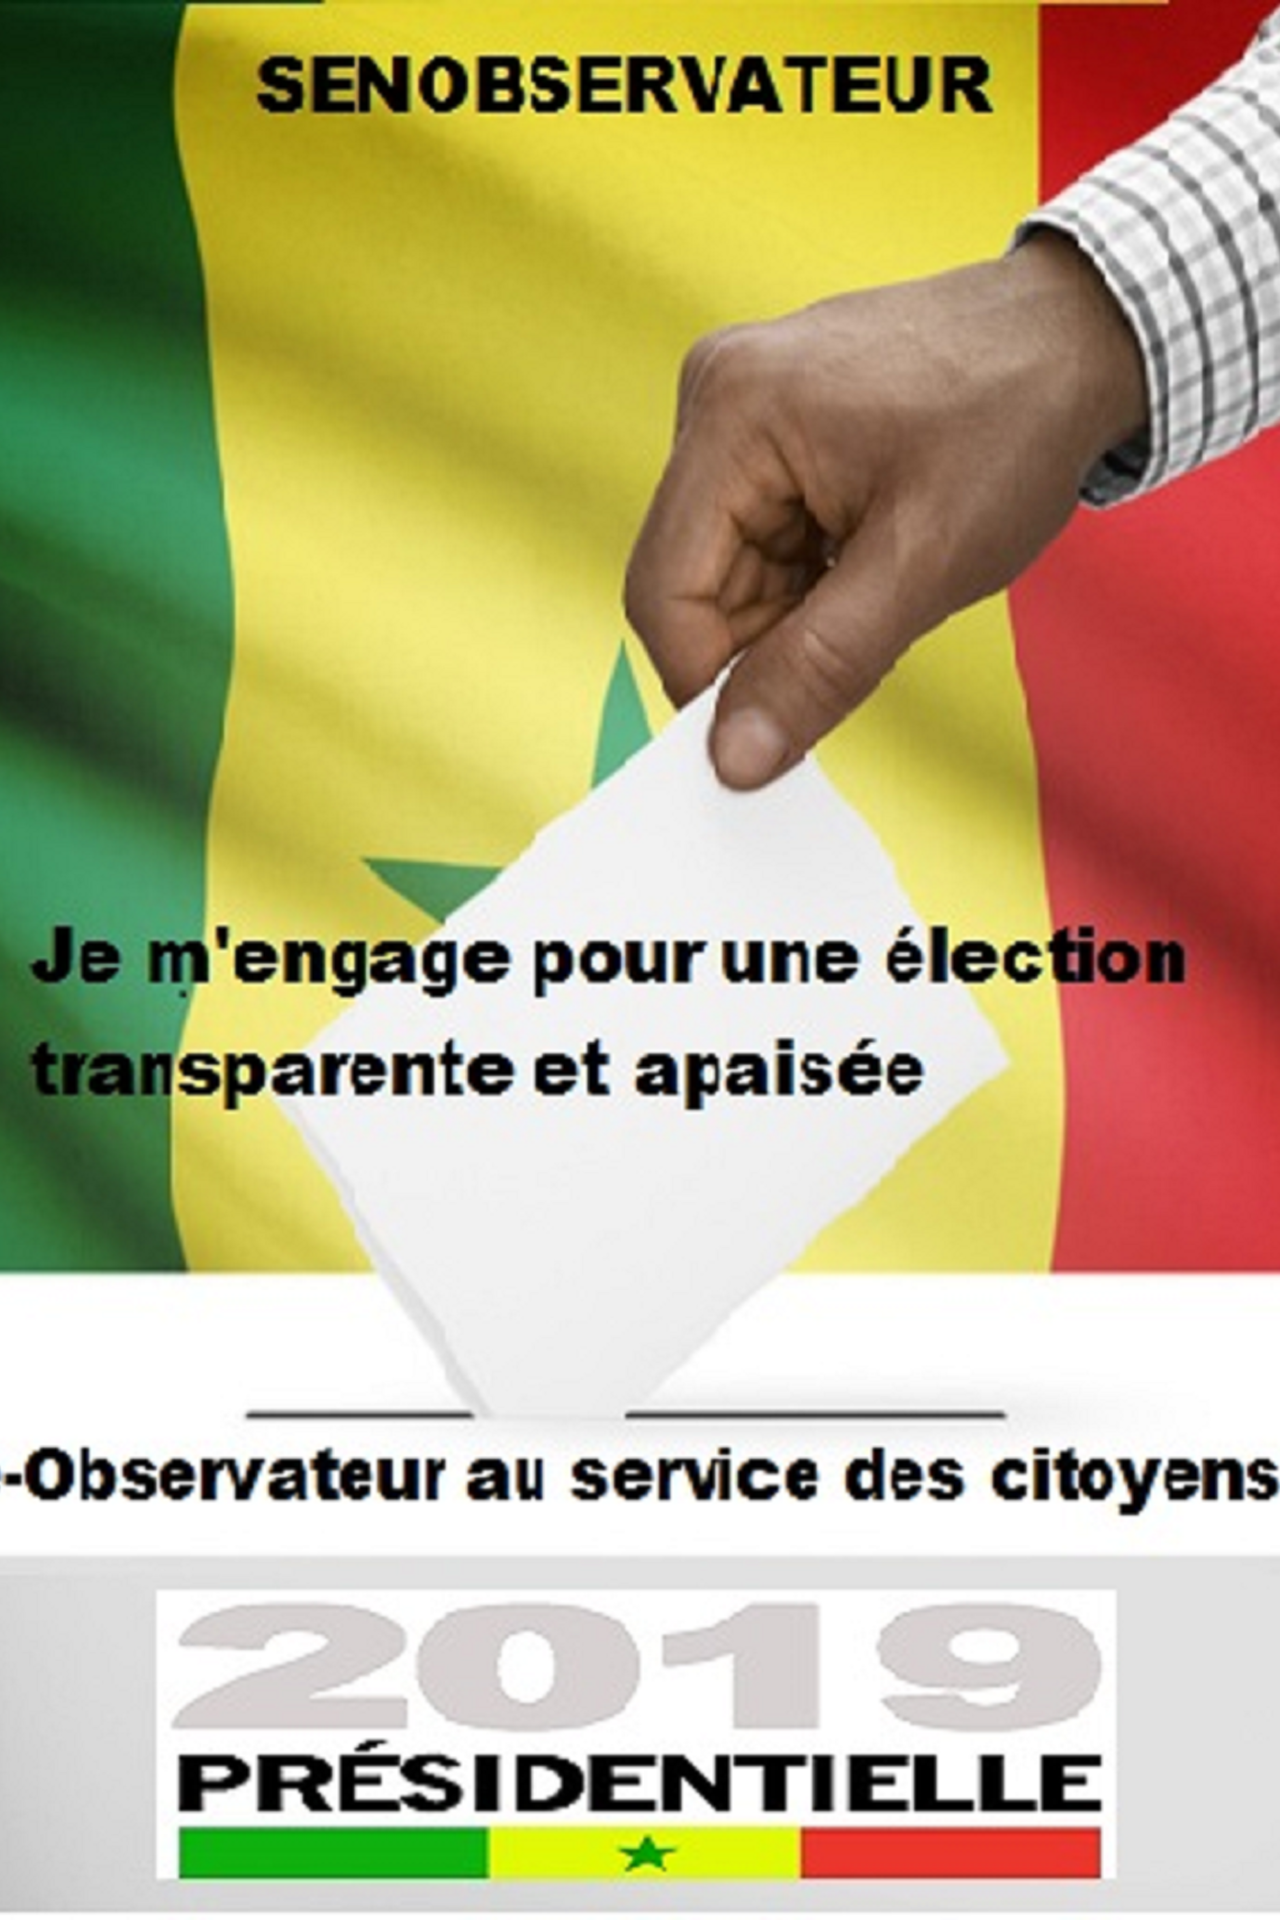 SENOBSERVATEUR
Je m'engage pour une élection
transparente et apaisée
-Observateur au service des citoyens
2019
PRÉSIDENTIELLE